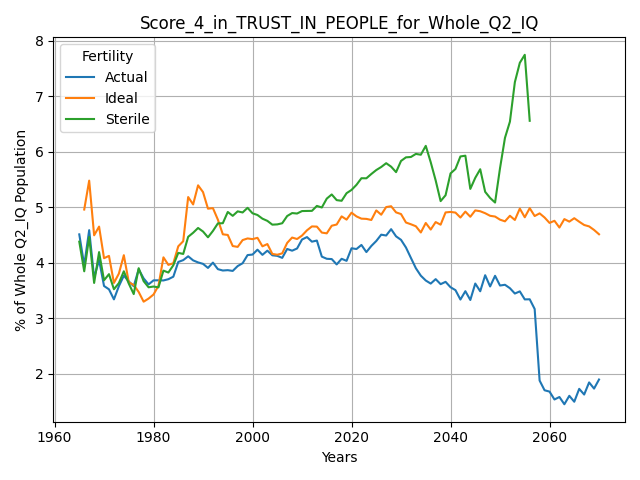 Score_4_in_TRUST_IN_PEOPLE_for_Whole_Q2_IQ
Fertility
Actual
Ideal
Sterile
% of Whole Q2_IQ Population
8
7
6
5
4
3
2
1960
1980
2000
2020
2040
2060
Years